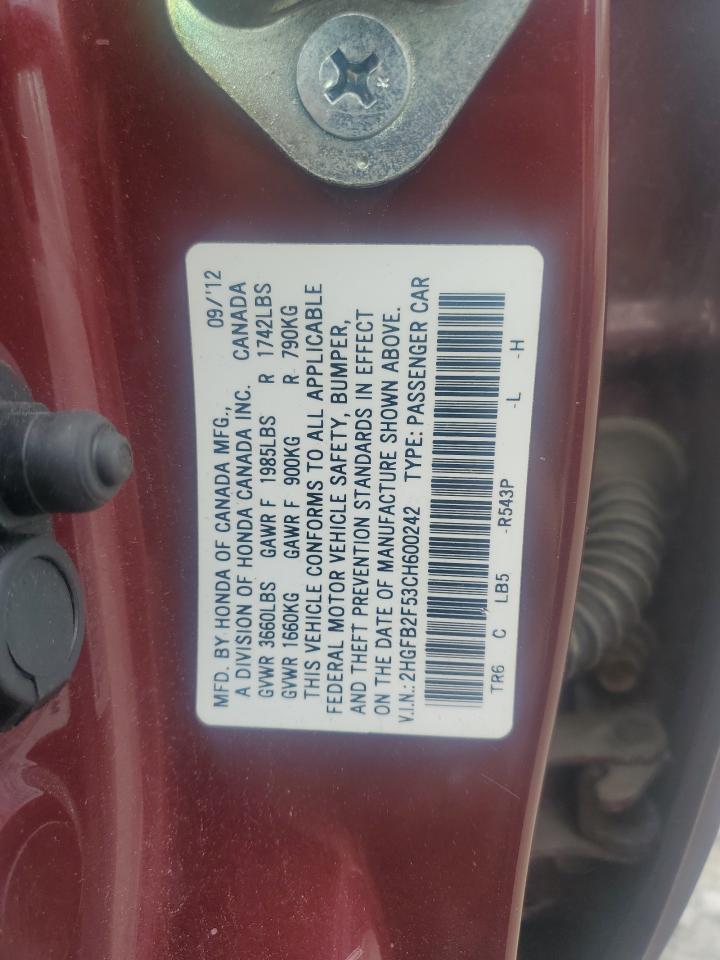 MFD. BY HONDA OF CANADA MFG., 09/'12
A DIVISION OF HONDA CANADA INC. CANADA
GVWR 3660LBS GAWR F 1985LBS R 1742LBS
GVWR 1660KG GAWR F 900KG R 790KG
THIS VEHICLE CONFORMS TO ALL APPLICABLE
FEDERAL MOTOR VEHICLE SAFETY, BUMPER,
AND THEFT PREVENTION STANDARDS IN EFFECT
ON THE DATE OF MANUFACTURE SHOWN ABOVE.
V.I.N.: 2HGFB2F53CH600242 TYPE: PASSENGER CAR
TR6 C LB5 -R543P -L -H